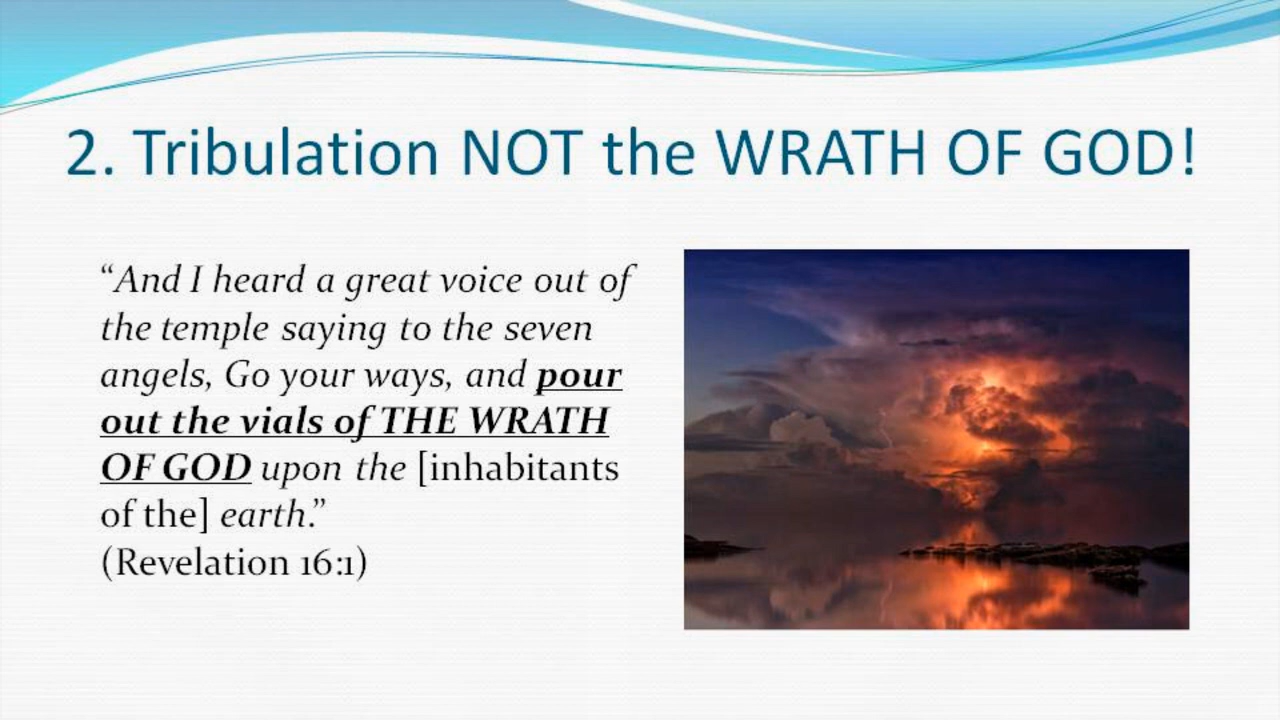 2. Tribulation NOT the WRATH OF GOD!
“And I heard a great voice out of
the temple saying to the seven
angels, Go your ways, and pour
out the vials of THE WRATH
OF GOD upon the [inhabitants
of the] earth.”
(Revelation 16:1)